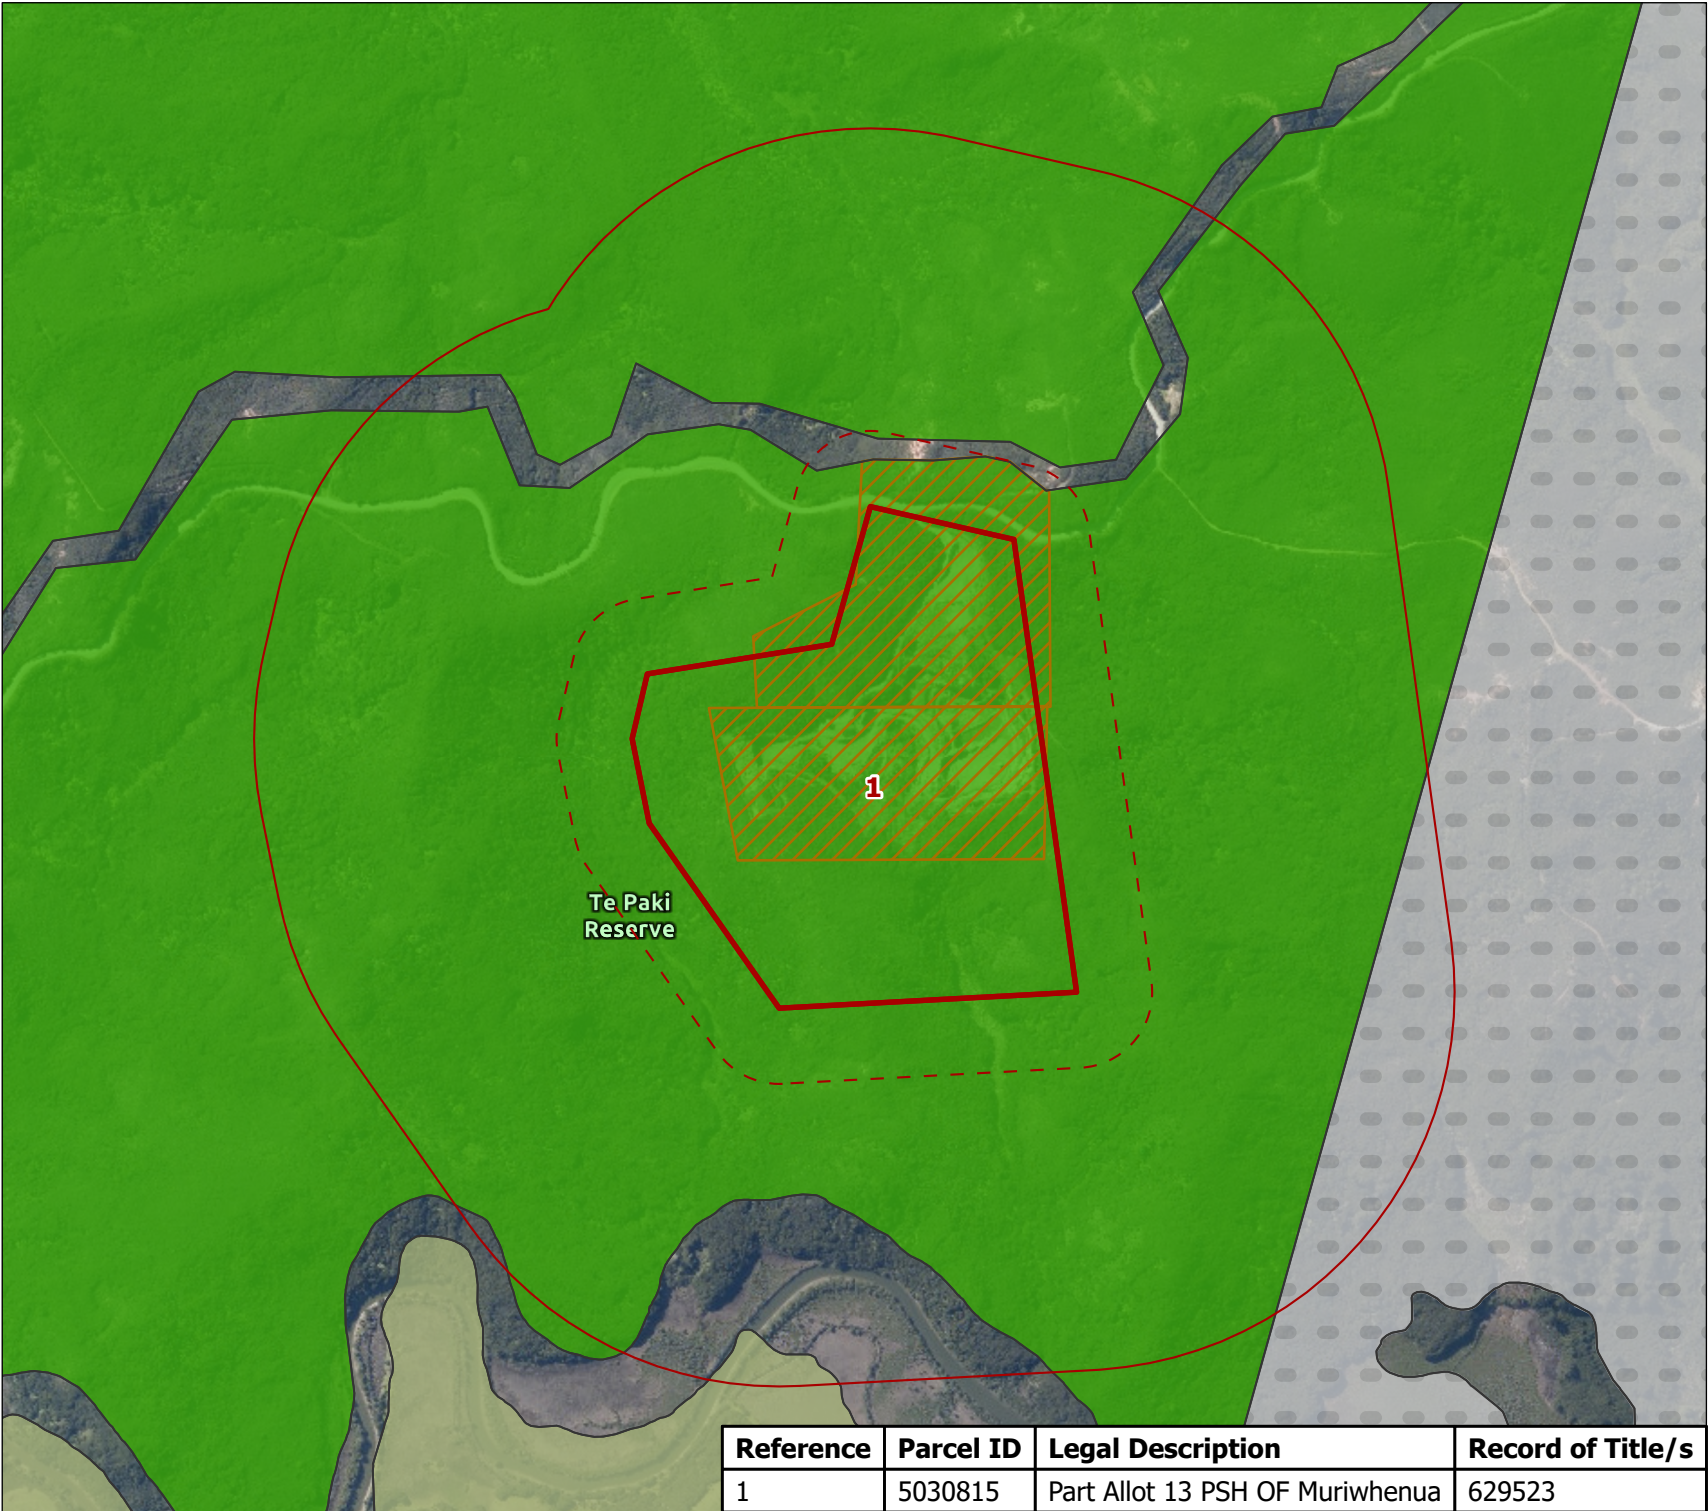 1
Te Paki
Reserve
Reference Parcel ID Legal Description Record of Title/s
1 5030815 Part Allot 13 PSH OF Muriwhenua 629523